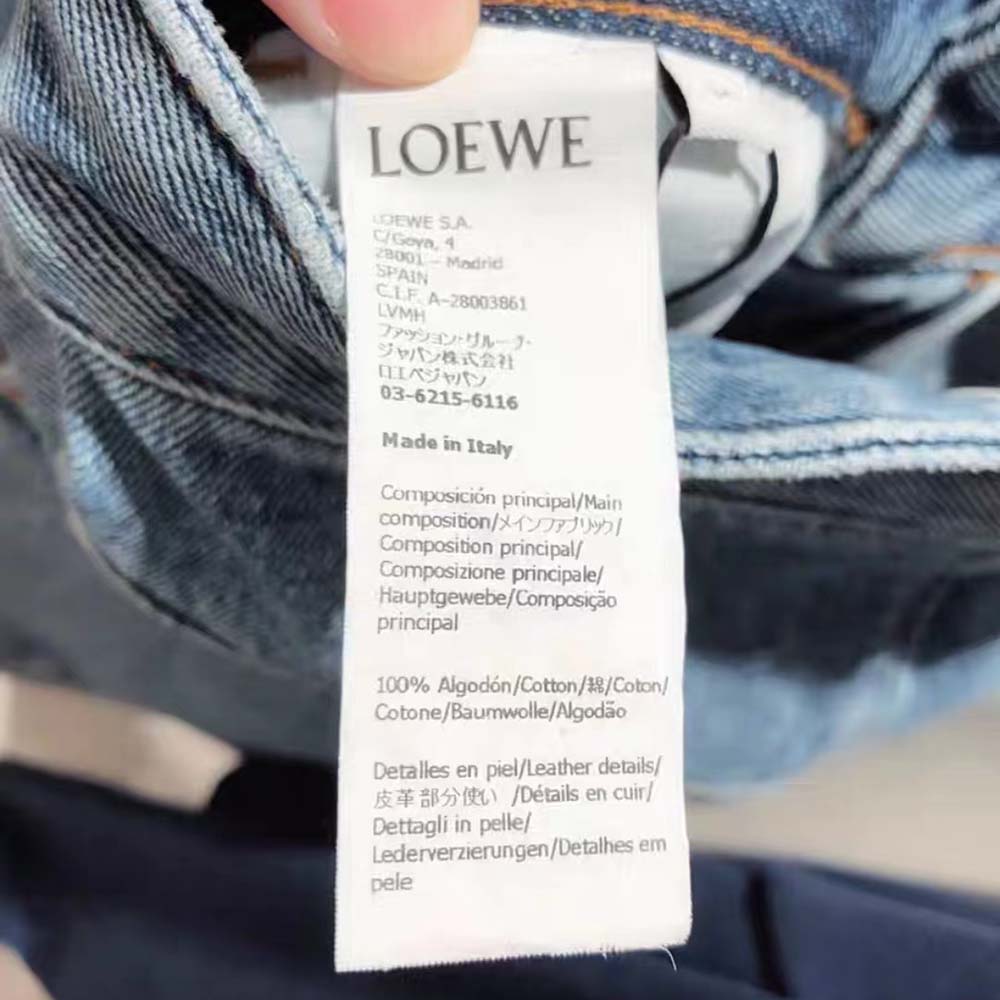 LOEWE
LOEWE S.A.
C/Goya, 4
28001 - Madrid
SPAIN
C.I.F. A-28003861
LVMH
ファッション・グループ・
ジャパン株式会社
ロエベジャパン
03-6215-6116
Made in Italy
Composición principal/Main
composition/メインファブリック/
Composition principal/
Composizione principale/
Hauptgewebe/Composição
principal
100% Algodón/Cotton/綿/Coton/
Cotone/Baumwolle/Algodão
Detalles en piel/Leather details/
皮革部分使い /Détails en cuir/
Dettagli in pelle/
Lederverzierungen/Detalhes em
pele